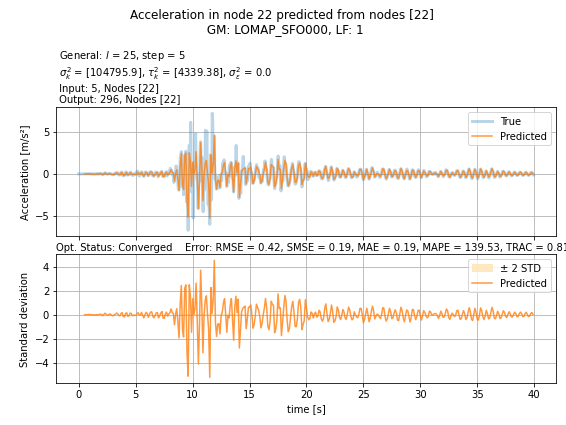 Acceleration in node 22 predicted from nodes [22]
GM: LOMAP_SFO000, LF: 1
General: l = 25, step = 5
σ²ₖ = [104795.9], τ²ₖ = [4339.38], σ²ε = 0.0
Input: 5, Nodes [22]
Output: 296, Nodes [22]
Acceleration [m/s²]
5
0
−5
True
Predicted
Opt. Status: Converged Error: RMSE = 0.42, SMSE = 0.19, MAE = 0.19, MAPE = 139.53, TRAC = 0.81
Standard deviation
4
2
0
−2
−4
± 2 STD
Predicted
0 5 10 15 20 25 30 35 40
time [s]